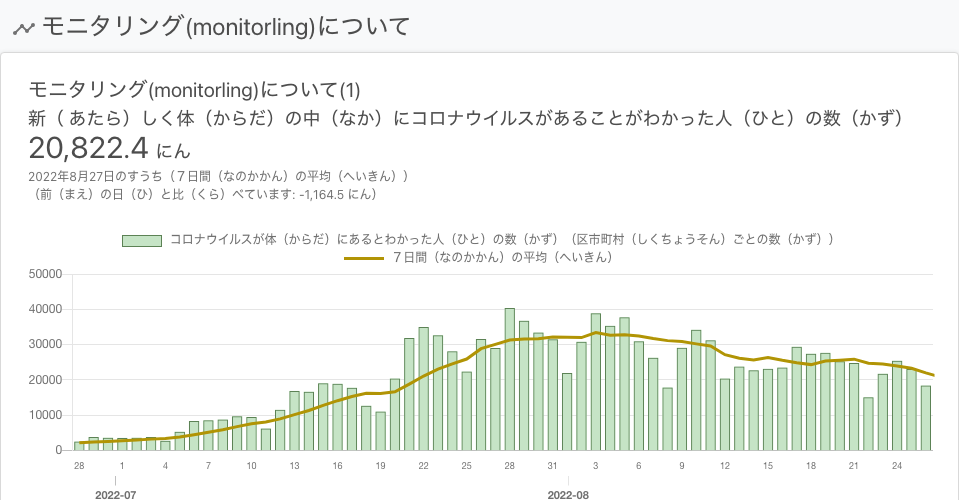 モニタリング(monitorling)について
モニタリング(monitorling)について(1)
新（ あたら）しく体（からだ）の中（なか）にコロナウイルスがあることがわかった人（ひと）の数（かず）
20,822.4 にん
2022年8月27日のすうち（７日間（なのかかん）の平均（へいきん））
（前（まえ）の日（ひ）と比（くら）べています: -1,164.5 にん）
コロナウイルスが体（からだ）にあるとわかった人（ひと）の数（かず）（区市町村（しくちょうそん）ごとの数（かず））
７日間（なのかかん）の平均（へいきん）
50000
40000
30000
20000
10000
0
28 1 4 7 10 13 16 19 22 25 28 31 3 6 9 12 15 18 21 24
2022-07 2022-08